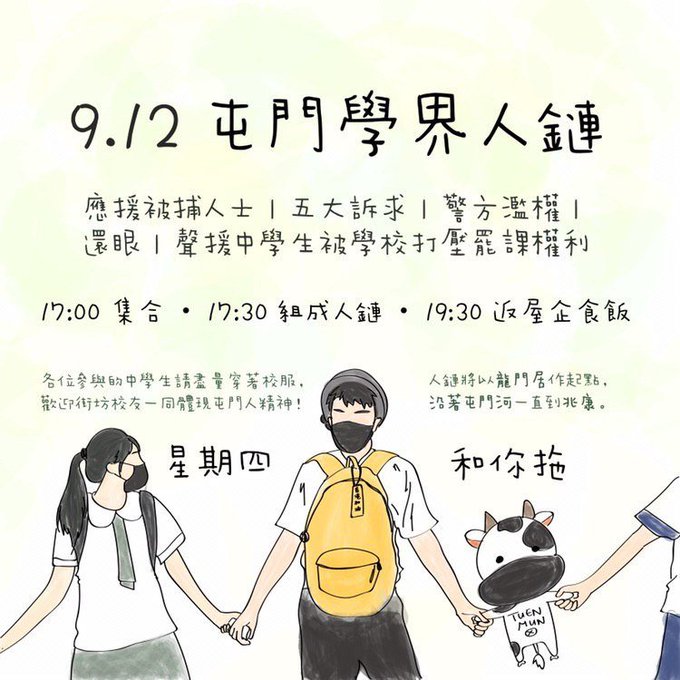 9.12 屯門學界人鏈
應援被捕人士 | 五大訴求 | 警方濫權 |
還眼 | 聲援中學生被學校打壓罷課權利
17:00 集合 • 17:30 組成人鏈 • 19:30 返屋企食飯
各位參與的中學生請盡量穿著校服,
歡迎街坊校友一同體現屯門人精神!
人鏈將以龍門居作起點,
沿著屯門河一直到兆康。
星期四
和你拖
TUEN
MUN